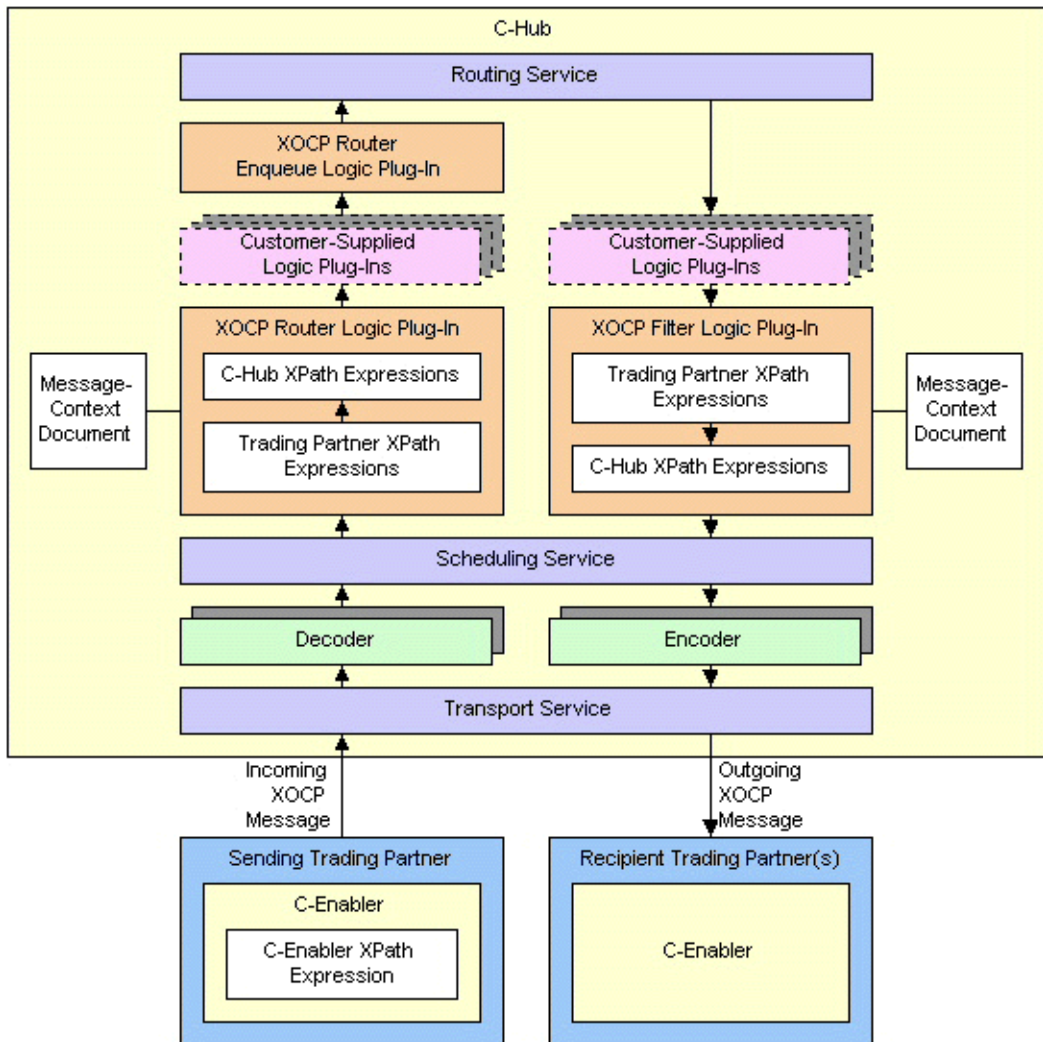 C-Hub
Routing Service
XOCP Router
Enqueue Logic Plug-In
Customer-Supplied
Logic Plug-Ins
Customer-Supplied
Logic Plug-Ins
XOCP Router Logic Plug-In
XOCP Filter Logic Plug-In
Message-
Context
Document
C-Hub XPath Expressions
Trading Partner XPath
Expressions
Trading Partner XPath
Expressions
C-Hub XPath Expressions
Message-
Context
Document
Scheduling Service
Decoder
Encoder
Transport Service
Incoming
XOCP
Message
Outgoing
XOCP
Message
Sending Trading Partner
C-Enabler
C-Enabler XPath
Expression
Recipient Trading Partner(s)
C-Enabler